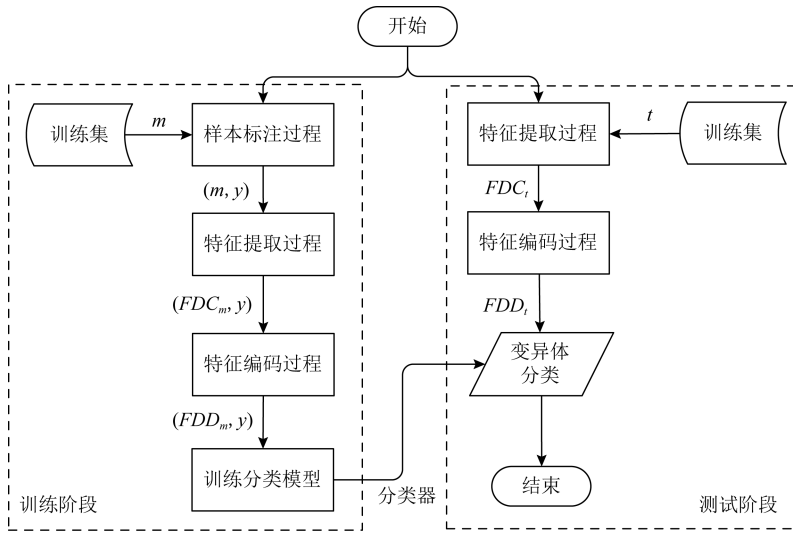 开始
训练集
m
样本标注过程
(m, y)
特征提取过程
(FDCₘ, y)
特征编码过程
(FDDₘ, y)
训练分类模型
训练阶段
分类器
特征提取过程
t
训练集
FDCₜ
特征编码过程
FDDₜ
变异体
分类
结束
测试阶段